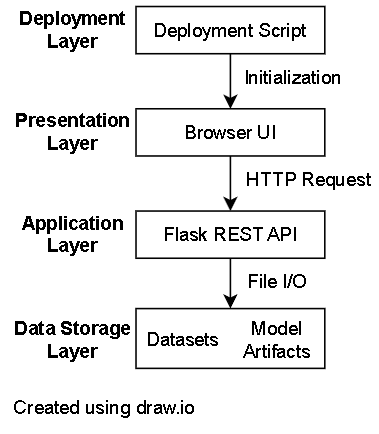 Deployment
Layer
Deployment Script
Initialization
Presentation
Layer
Browser UI
HTTP Request
Application
Layer
Flask REST API
File I/O
Data Storage
Layer
Datasets
Model
Artifacts
Created using draw.io